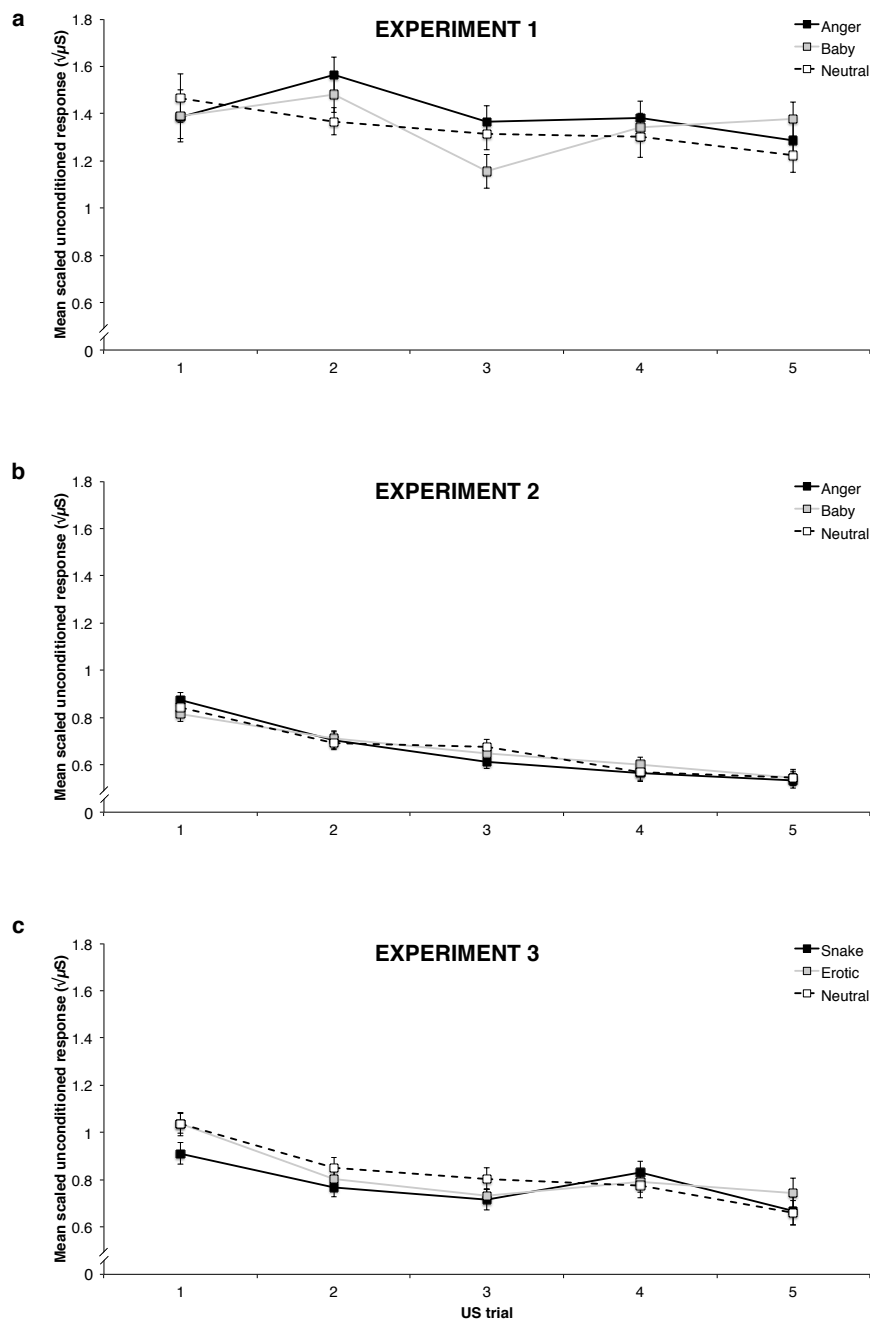 a
EXPERIMENT 1
Mean scaled unconditioned response (√µS)
1.8
1.6
1.4
1.2
1
0.8
0.6
0
1 2 3 4 5
Anger
Baby
Neutral
b
EXPERIMENT 2
Mean scaled unconditioned response (√µS)
1.8
1.6
1.4
1.2
1
0.8
0.6
0
1 2 3 4 5
Anger
Baby
Neutral
c
EXPERIMENT 3
Mean scaled unconditioned response (√µS)
1.8
1.6
1.4
1.2
1
0.8
0.6
0
1 2 3 4 5
US trial
Snake
Erotic
Neutral